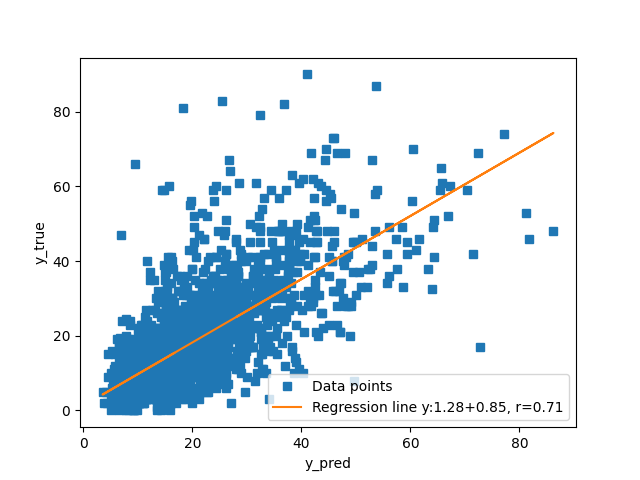 80
60
40
20
0
y_true
0 20 40 60 80
y_pred
Data points
Regression line y:1.28+0.85, r=0.71